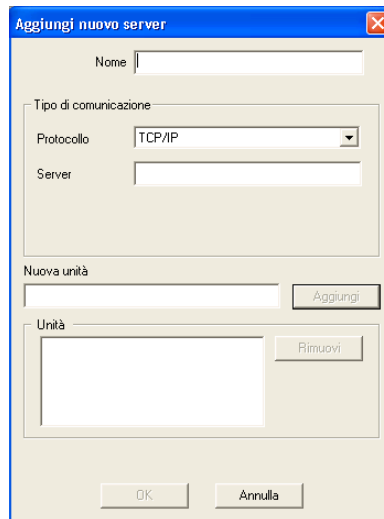 Aggiungi nuovo server
Nome
Tipo di comunicazione
Protocollo TCP/IP
Server
Nuova unità
Aggiungi
Unità
Rimuovi
OK Annulla